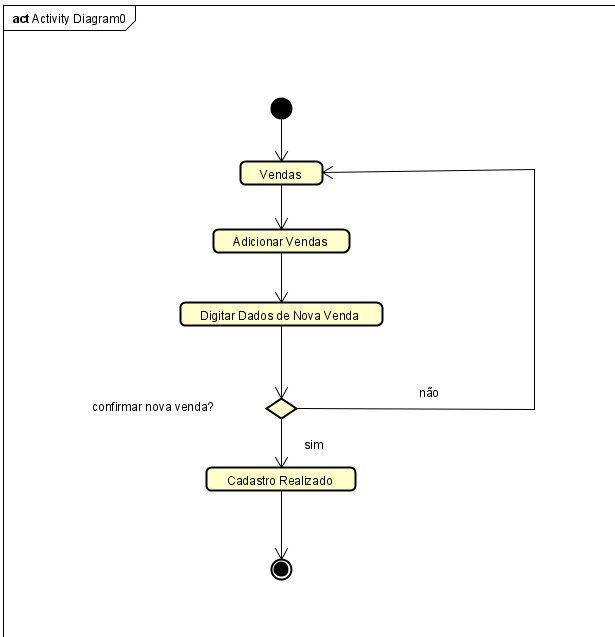 act Activity Diagram0
Vendas
Adicionar Vendas
Digitar Dados de Nova Venda
não
confirmar nova venda?
sim
Cadastro Realizado